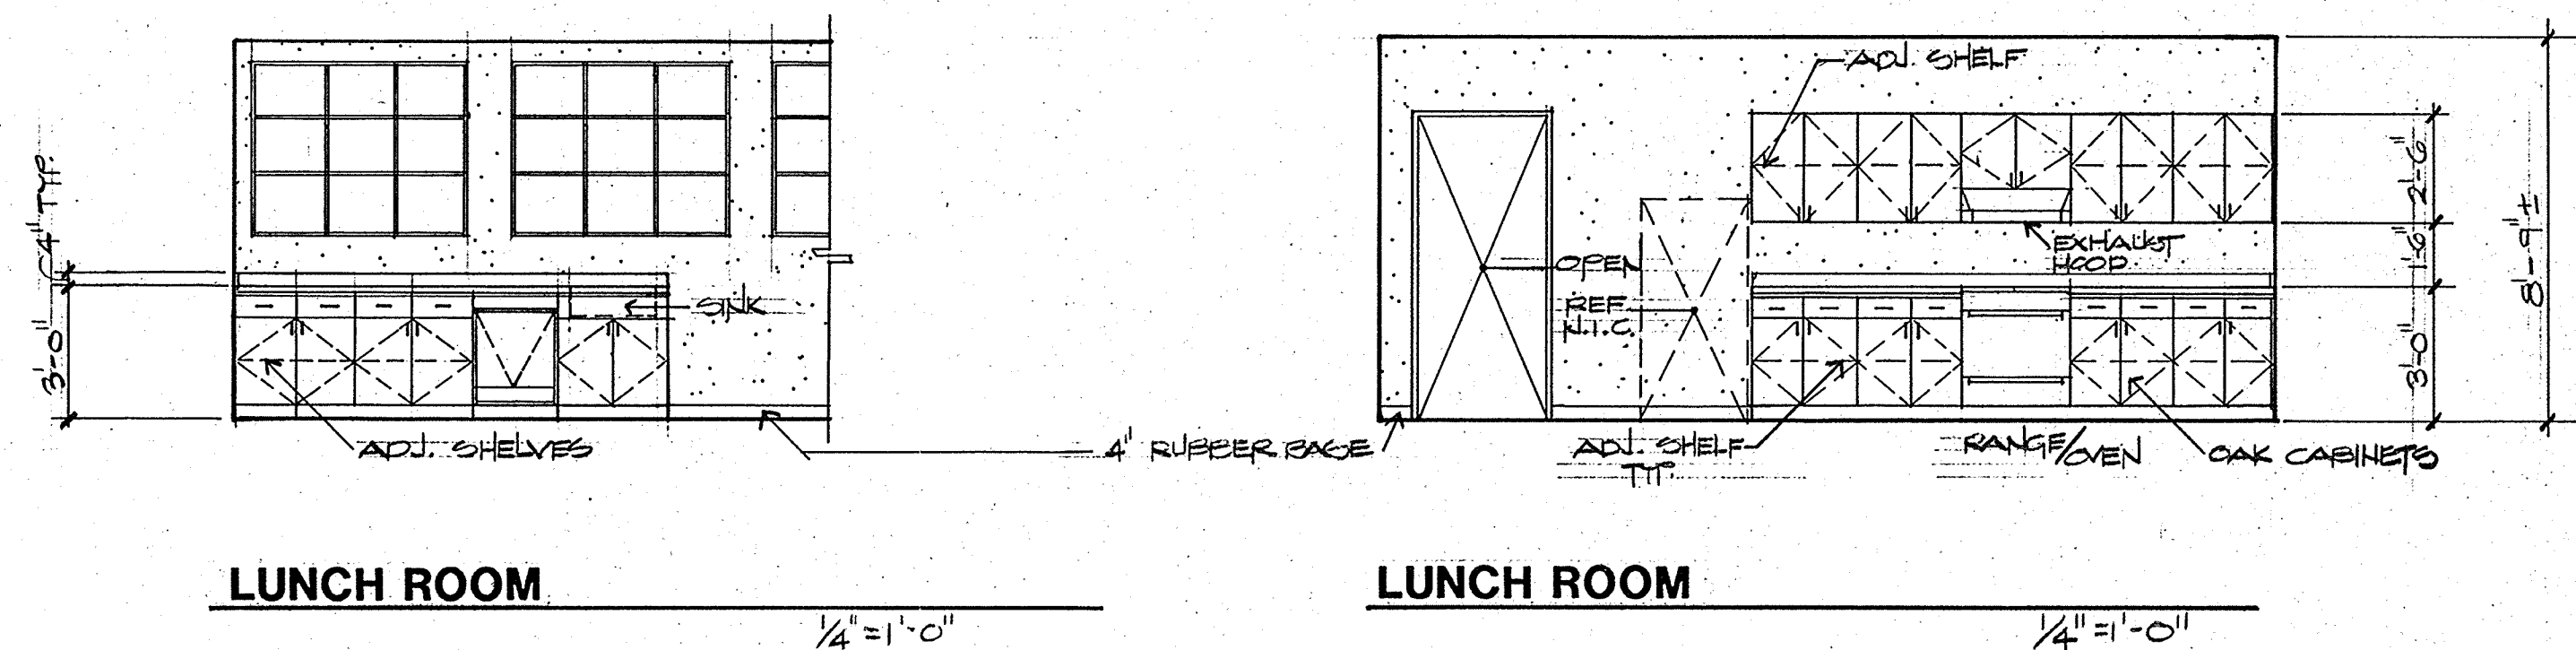 4" TYP.
3'-0"
SINK
ADJ. SHELVES
4" RUBBER BASE
LUNCH ROOM
1/4"=1'-0"
ADJ. SHELF
OPEN
REF.
N.I.C.
EXHAUST
HOOD
2'-6"
1'-6"
3'-0"
8'-9"±
ADJ. SHELF
TYP.
RANGE/OVEN
OAK CABINETS
LUNCH ROOM
1/4"=1'-0"